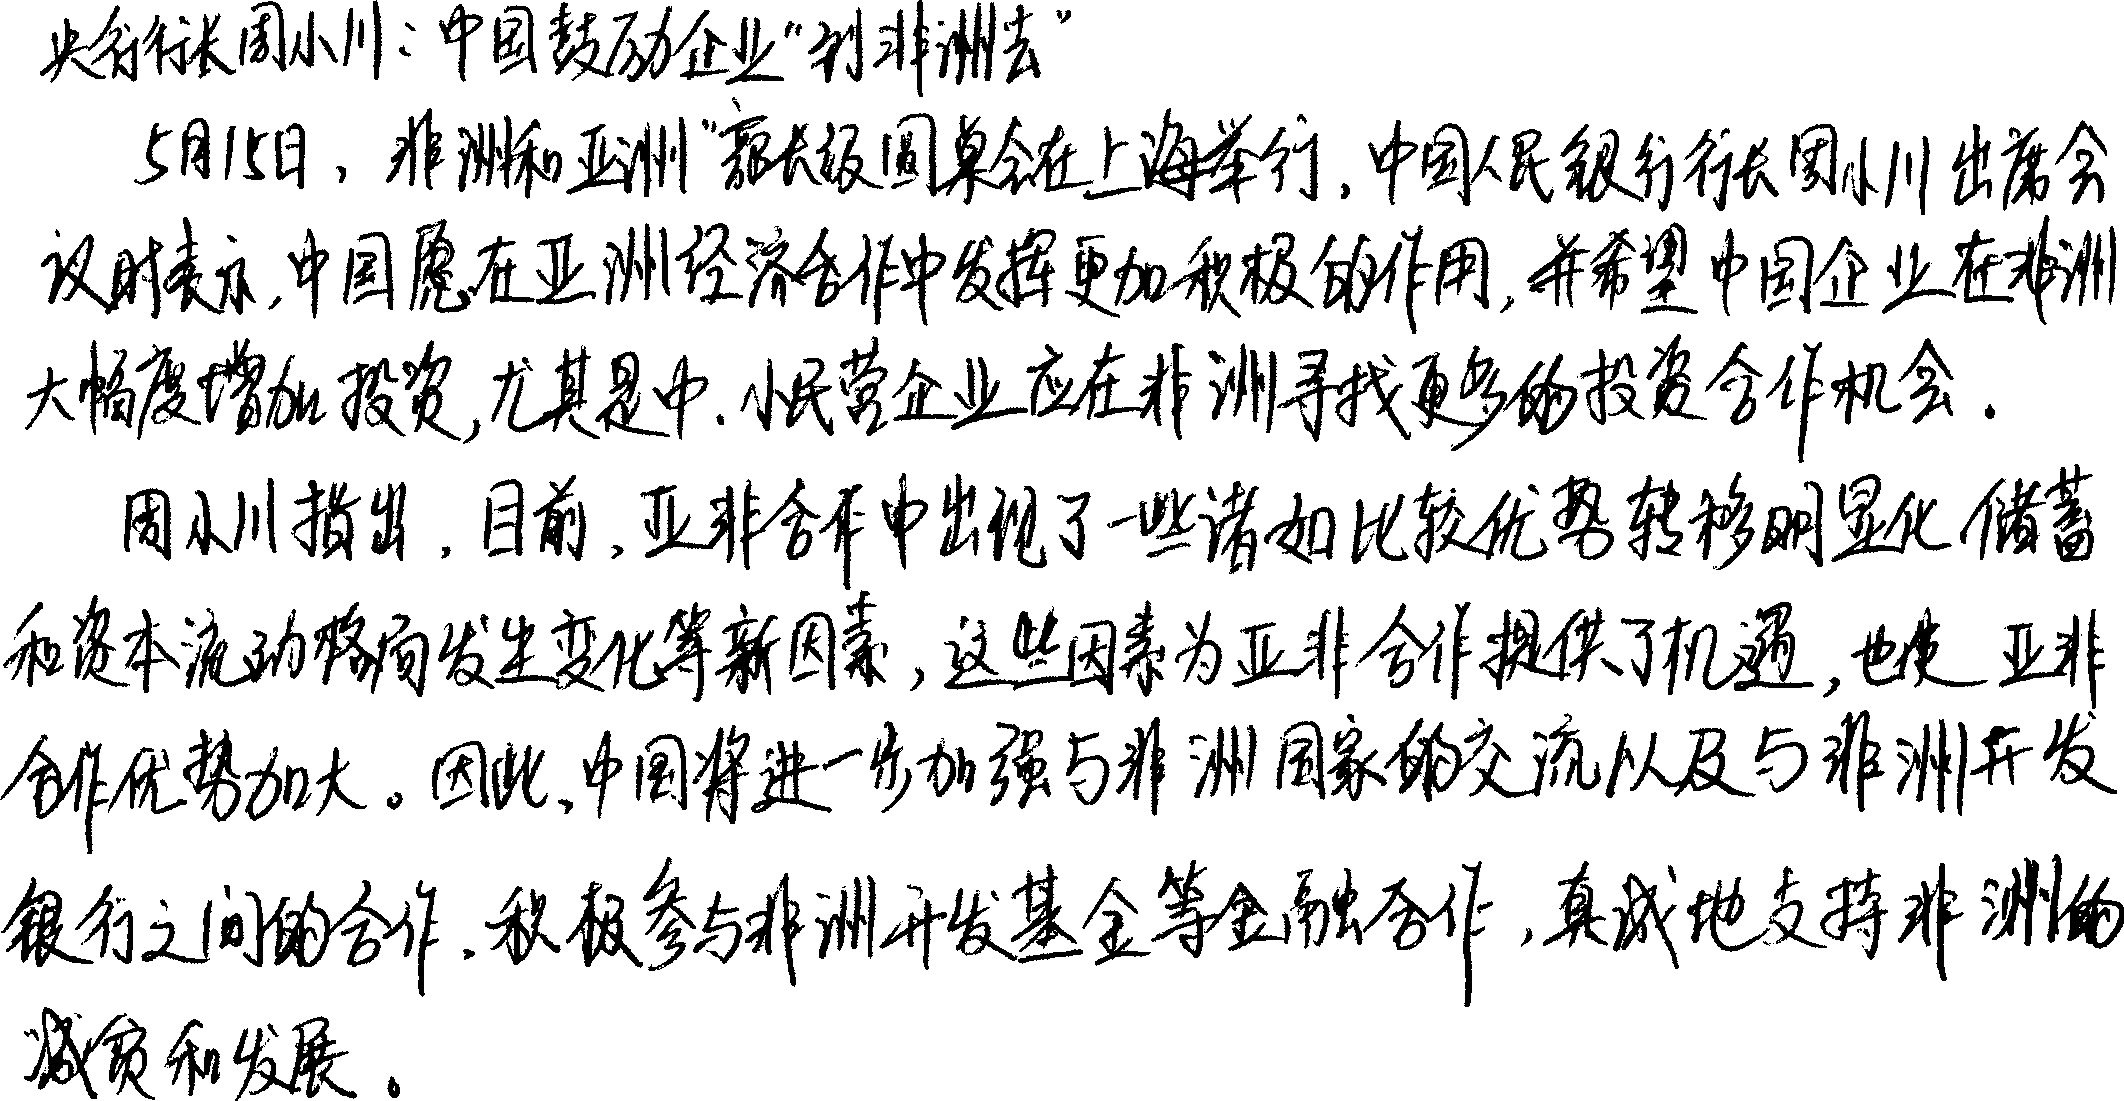 央行行长周小川：中国鼓励企业“到非洲去”
5月15日，非洲和亚洲”部长级圆桌会在上海举行，中国人民银行行长周小川出席会
议时表示，中国愿在亚洲经济合作中发挥更加积极的作用，并希望中国企业在非洲
大幅度增加投资，尤其是中、小民营企业应在非洲寻找更多的投资合作机会．
周小川指出，目前，亚非合作中出现了一些诸如比较优势转移明显化 储蓄
和资本流动格局发生变化等新因素，这些因素为亚非合作提供了机遇，也使亚非
合作优势加大。因此，中国将进一步加强与非洲国家的交流以及与非洲开发
银行之间的合作，积极参与非洲开发基金等金融合作，真诚地支持非洲的
减贫和发展。